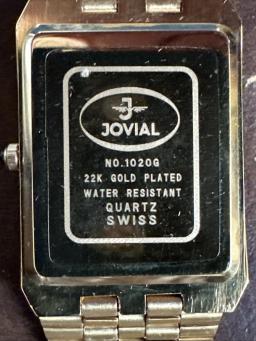 J
JOVIAL
NO.1020G
22K GOLD PLATED
WATER RESISTANT
QUARTZ
SWISS